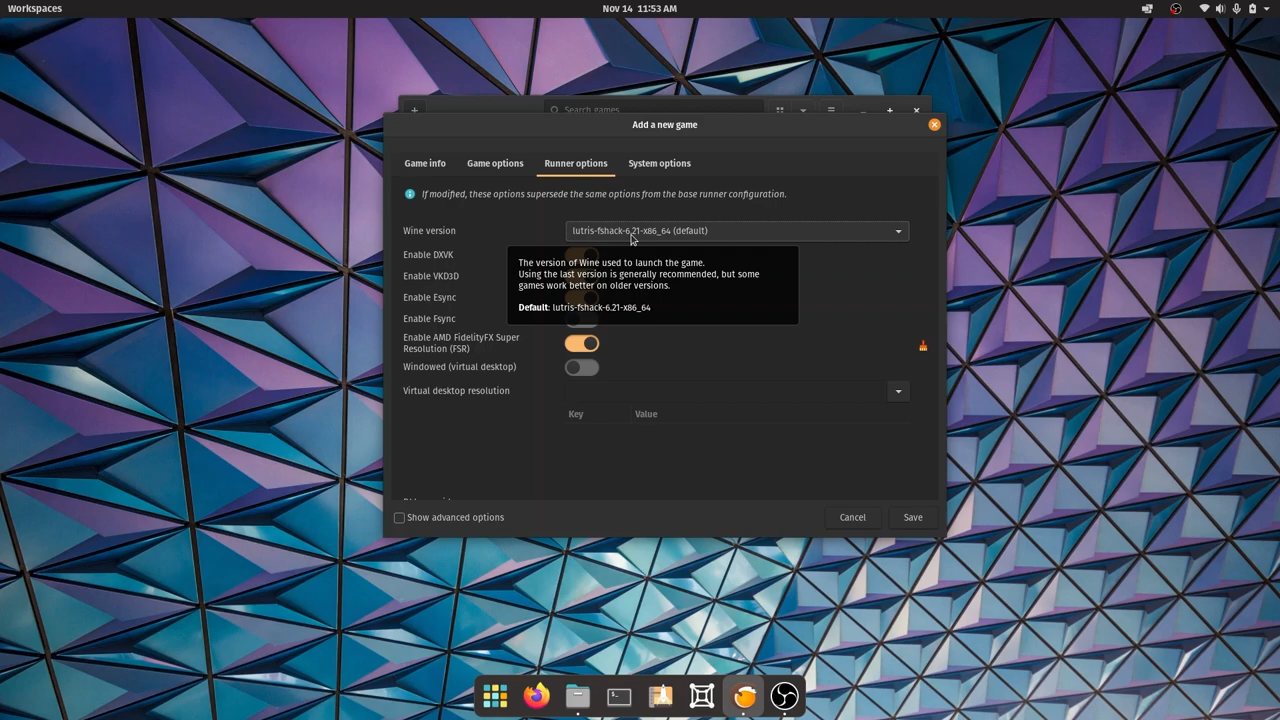 Workspaces
Nov 14 11:53 AM
Search games
Add a new game
Game info
Game options
Runner options
System options
If modified, these options supersede the same options from the base runner configuration.
Wine version
lutris-fshack-6.21-x86_64 (default)
Enable DXVK
The version of Wine used to launch the game.
Using the last version is generally recommended, but some
games work better on older versions.
Default: lutris-fshack-6.21-x86_64
Enable VKD3D
Enable Esync
Enable Fsync
Enable AMD FidelityFX Super
Resolution (FSR)
Windowed (virtual desktop)
Virtual desktop resolution
Key
Value
Show advanced options
Cancel
Save